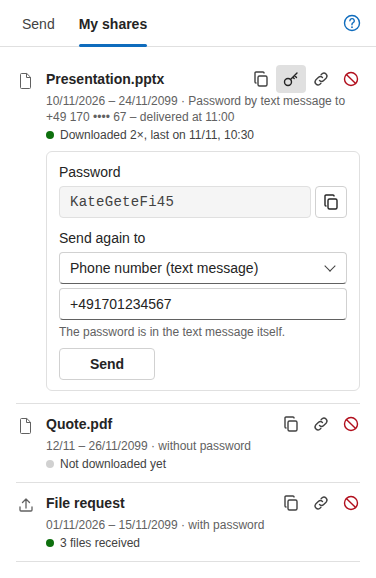 Send
My shares
Presentation.pptx
10/11/2026 – 24/11/2099 · Password by text message to
+49 170 •••• 67 – delivered at 11:00
Downloaded 2×, last on 11/11, 10:30
Password
KateGeteFi45
Send again to
Phone number (text message)
+491701234567
The password is in the text message itself.
Send
Quote.pdf
12/11 – 26/11/2099 · without password
Not downloaded yet
File request
01/11/2026 – 15/11/2099 · with password
3 files received